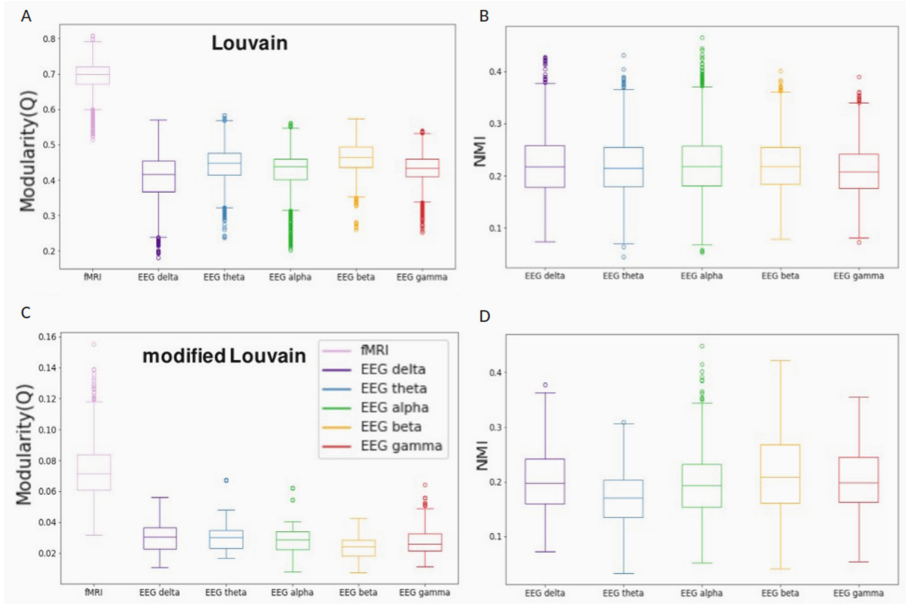 A
Louvain
Modularity(Q)
0.8
0.7
0.6
0.5
0.4
0.3
0.2
fMRI EEG delta EEG theta EEG alpha EEG beta EEG gamma
B
NMI
0.4
0.3
0.2
0.1
EEG delta EEG theta EEG alpha EEG beta EEG gamma
C
modified Louvain
Modularity(Q)
0.16
0.14
0.12
0.10
0.08
0.06
0.04
0.02
fMRI
EEG delta
EEG theta
EEG alpha
EEG beta
EEG gamma
fMRI EEG delta EEG theta EEG alpha EEG beta EEG gamma
D
NMI
0.4
0.3
0.2
0.1
EEG delta EEG theta EEG alpha EEG beta EEG gamma